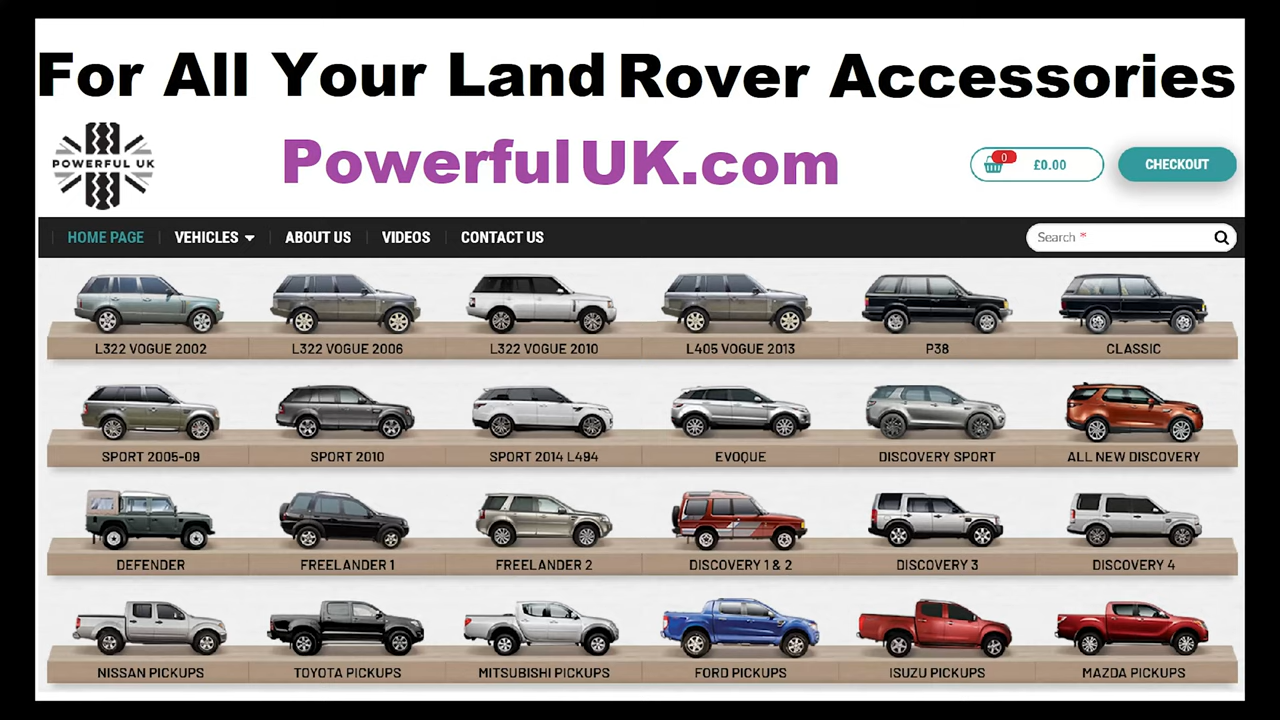 For All Your Land Rover Accessories
POWERFUL UK
PowerfulUK.com
0
£0.00
CHECKOUT
HOME PAGE
VEHICLES
ABOUT US
VIDEOS
CONTACT US
Search *
L322 VOGUE 2002
L322 VOGUE 2006
L322 VOGUE 2010
L405 VOGUE 2013
P38
CLASSIC
SPORT 2005-09
SPORT 2010
SPORT 2014 L494
EVOQUE
DISCOVERY SPORT
ALL NEW DISCOVERY
DEFENDER
FREELANDER 1
FREELANDER 2
DISCOVERY 1 & 2
DISCOVERY 3
DISCOVERY 4
NISSAN PICKUPS
TOYOTA PICKUPS
MITSUBISHI PICKUPS
FORD PICKUPS
ISUZU PICKUPS
MAZDA PICKUPS